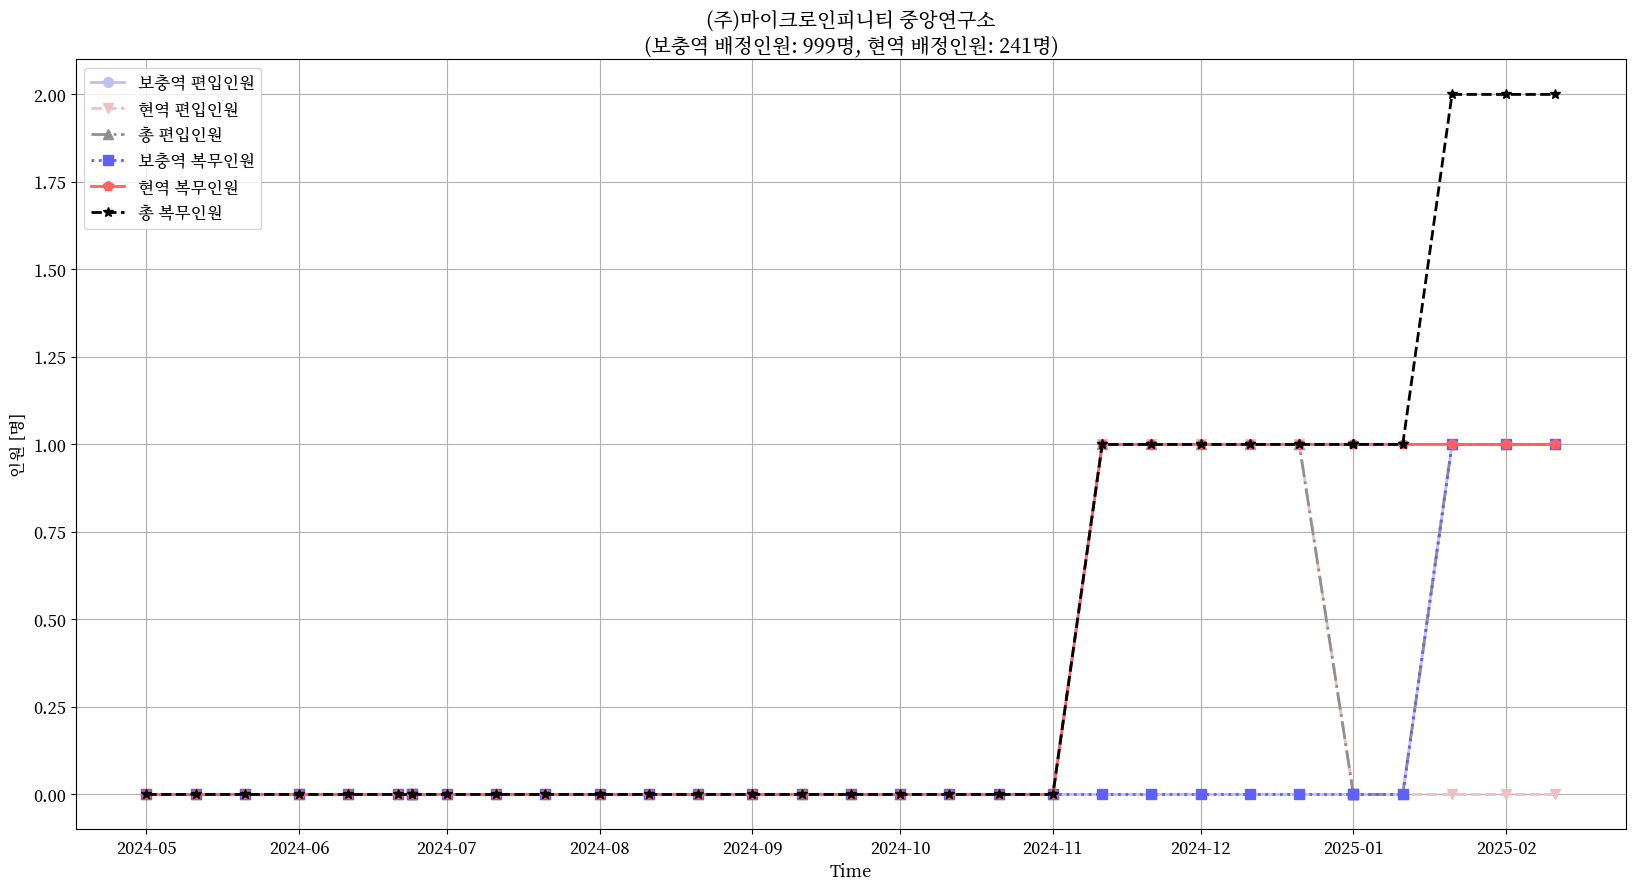 (주)마이크로인피니티 중앙연구소
(보충역 배정인원: 999명, 현역 배정인원: 241명)
보충역 편입인원
현역 편입인원
총 편입인원
보충역 복무인원
현역 복무인원
총 복무인원
인원 [명]
2.00
1.75
1.50
1.25
1.00
0.75
0.50
0.25
0.00
2024-05
2024-06
2024-07
2024-08
2024-09
2024-10
2024-11
2024-12
2025-01
2025-02
Time